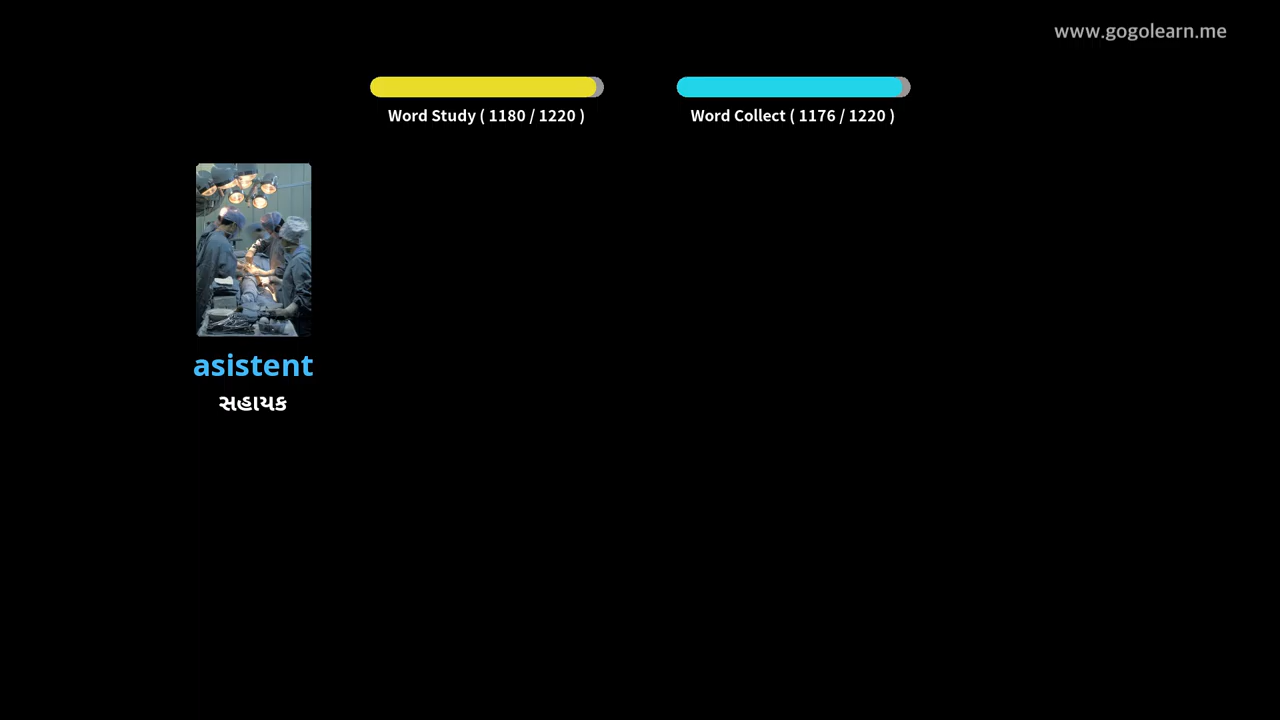 www.gogolearn.me
Word Study ( 1180 / 1220 )
Word Collect ( 1176 / 1220 )
asistent
સહાયક